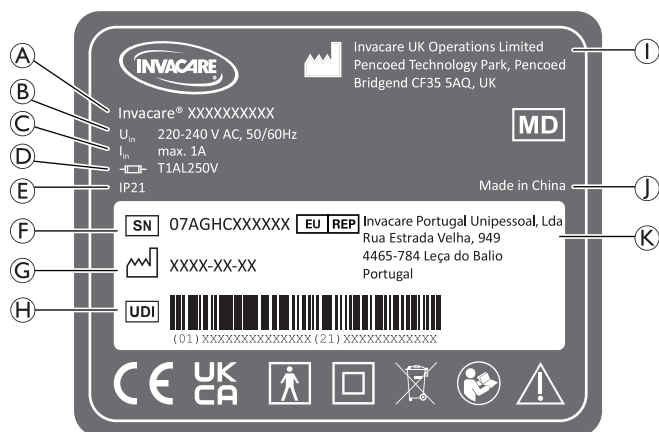 INVACARE®
Invacare UK Operations Limited
Pencoed Technology Park, Pencoed
Bridgend CF35 5AQ, UK
A
Invacare® XXXXXXXXXX
B
Uin 220-240 V AC, 50/60Hz
C
Iin max. 1A
D
T1AL250V
E
IP21
MD
Made in China
I
J
F
SN 07AGHCXXXXXX
EU REP
Invacare Portugal Unipessoal, Lda
Rua Estrada Velha, 949
4465-784 Leça do Balio
Portugal
K
G
XXXX-XX-XX
H
UDI
(01)XXXXXXXXXXXXXX(21)XXXXXXXXXXXX
CE
UK
CA